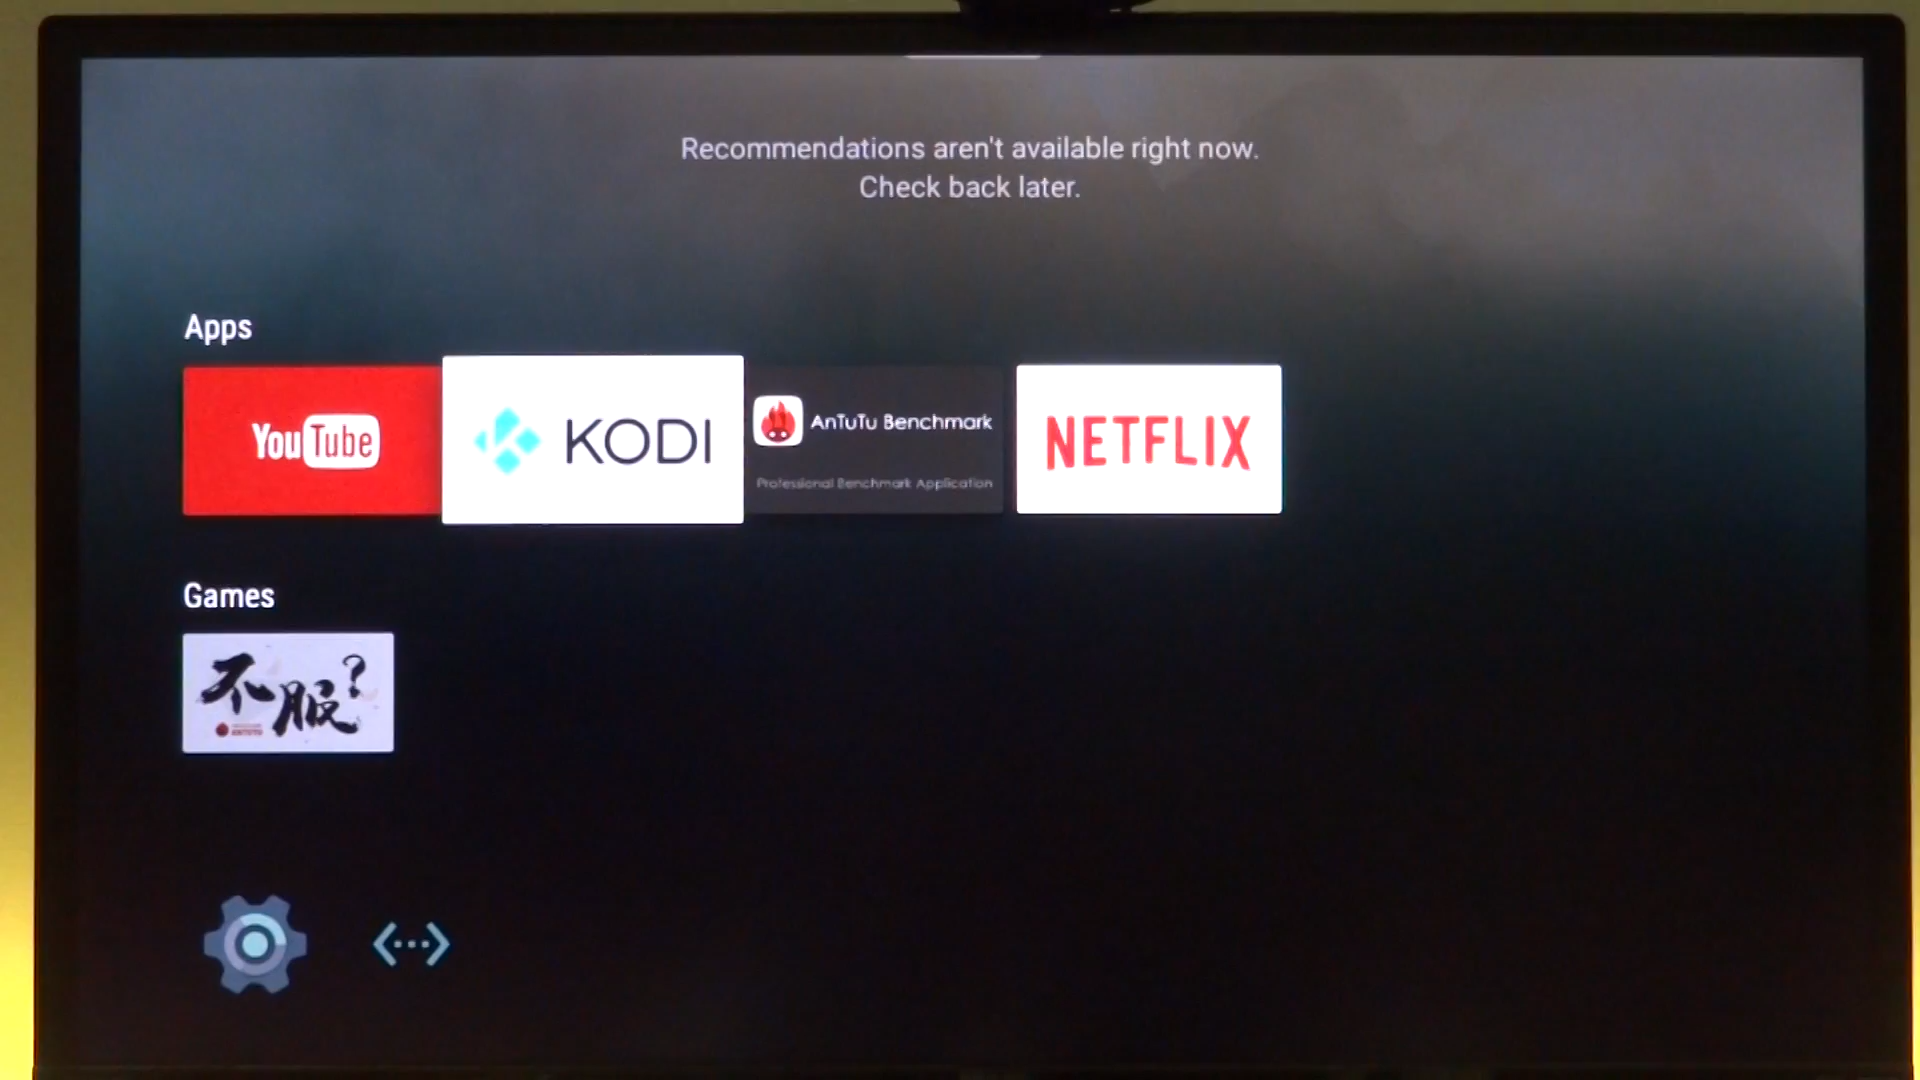 Recommendations aren't available right now.
Check back later.
Apps
YouTube
KODI
AnTuTu Benchmark
Professional Benchmark Application
NETFLIX
Games
不服?